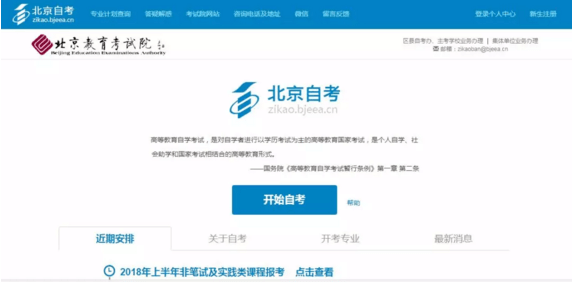 北京自考 专业计划查询 答疑解惑 考试院网站 咨询电话及地址 微信 留言反馈 登录个人中心 新生注册
zikao.bjeea.cn
北京教育考试院
Beijing Education Examinations Authority
区县自考办、主考学校业务办理 | 集体单位业务办理
邮箱：zikaoban@bjeea.cn
北京自考
zikao.bjeea.cn
高等教育自学考试，是对自学者进行以学历考试为主的高等教育国家考试，是个人自学、社
会助学和国家考试相结合的高等教育形式。
——国务院《高等教育自学考试暂行条例》第一章 第二条
开始自考 帮助
近期安排 关于自考 开考专业 最新消息
2018年上半年非笔试及实践类课程报考 点击查看